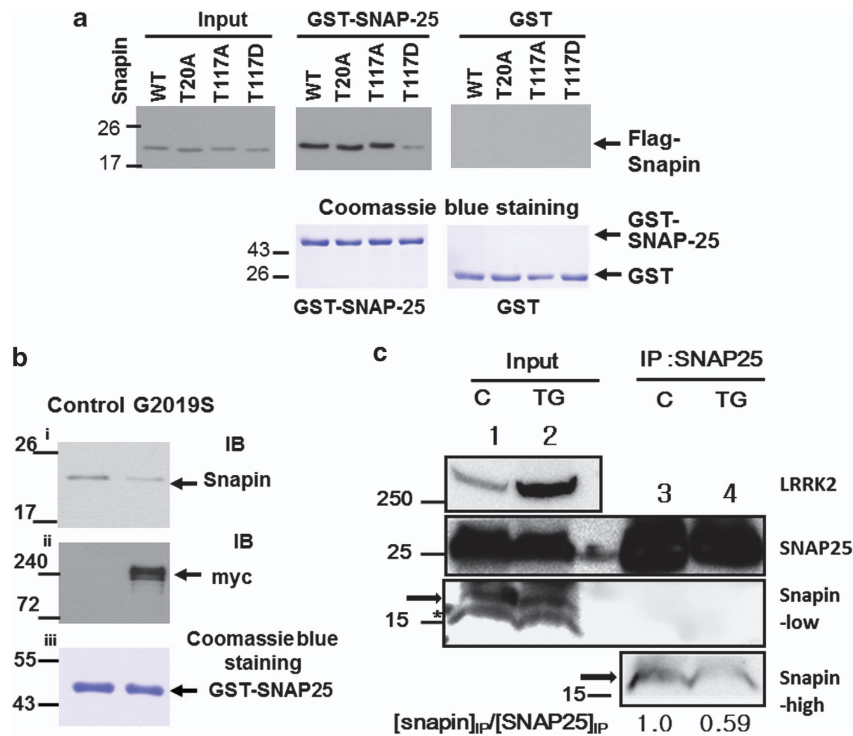 a
Input GST-SNAP-25 GST
Snapin WT T20A T117A T117D WT T20A T117A T117D WT T20A T117A T117D
26
17
Flag-
Snapin
Coomassie blue staining
GST-
SNAP-25
43
26
GST
GST-SNAP-25 GST
b
Control G2019S
i
26
17
IB
Snapin
ii
240
72
IB
myc
iii
55
43
Coomassie blue
staining
GST-SNAP25
c
Input IP :SNAP25
C TG C TG
1 2
250
LRRK2
3 4
25
SNAP25
15
*
Snapin
-low
15
Snapin
-high
[snapin]IP/[SNAP25]IP 1.0 0.59